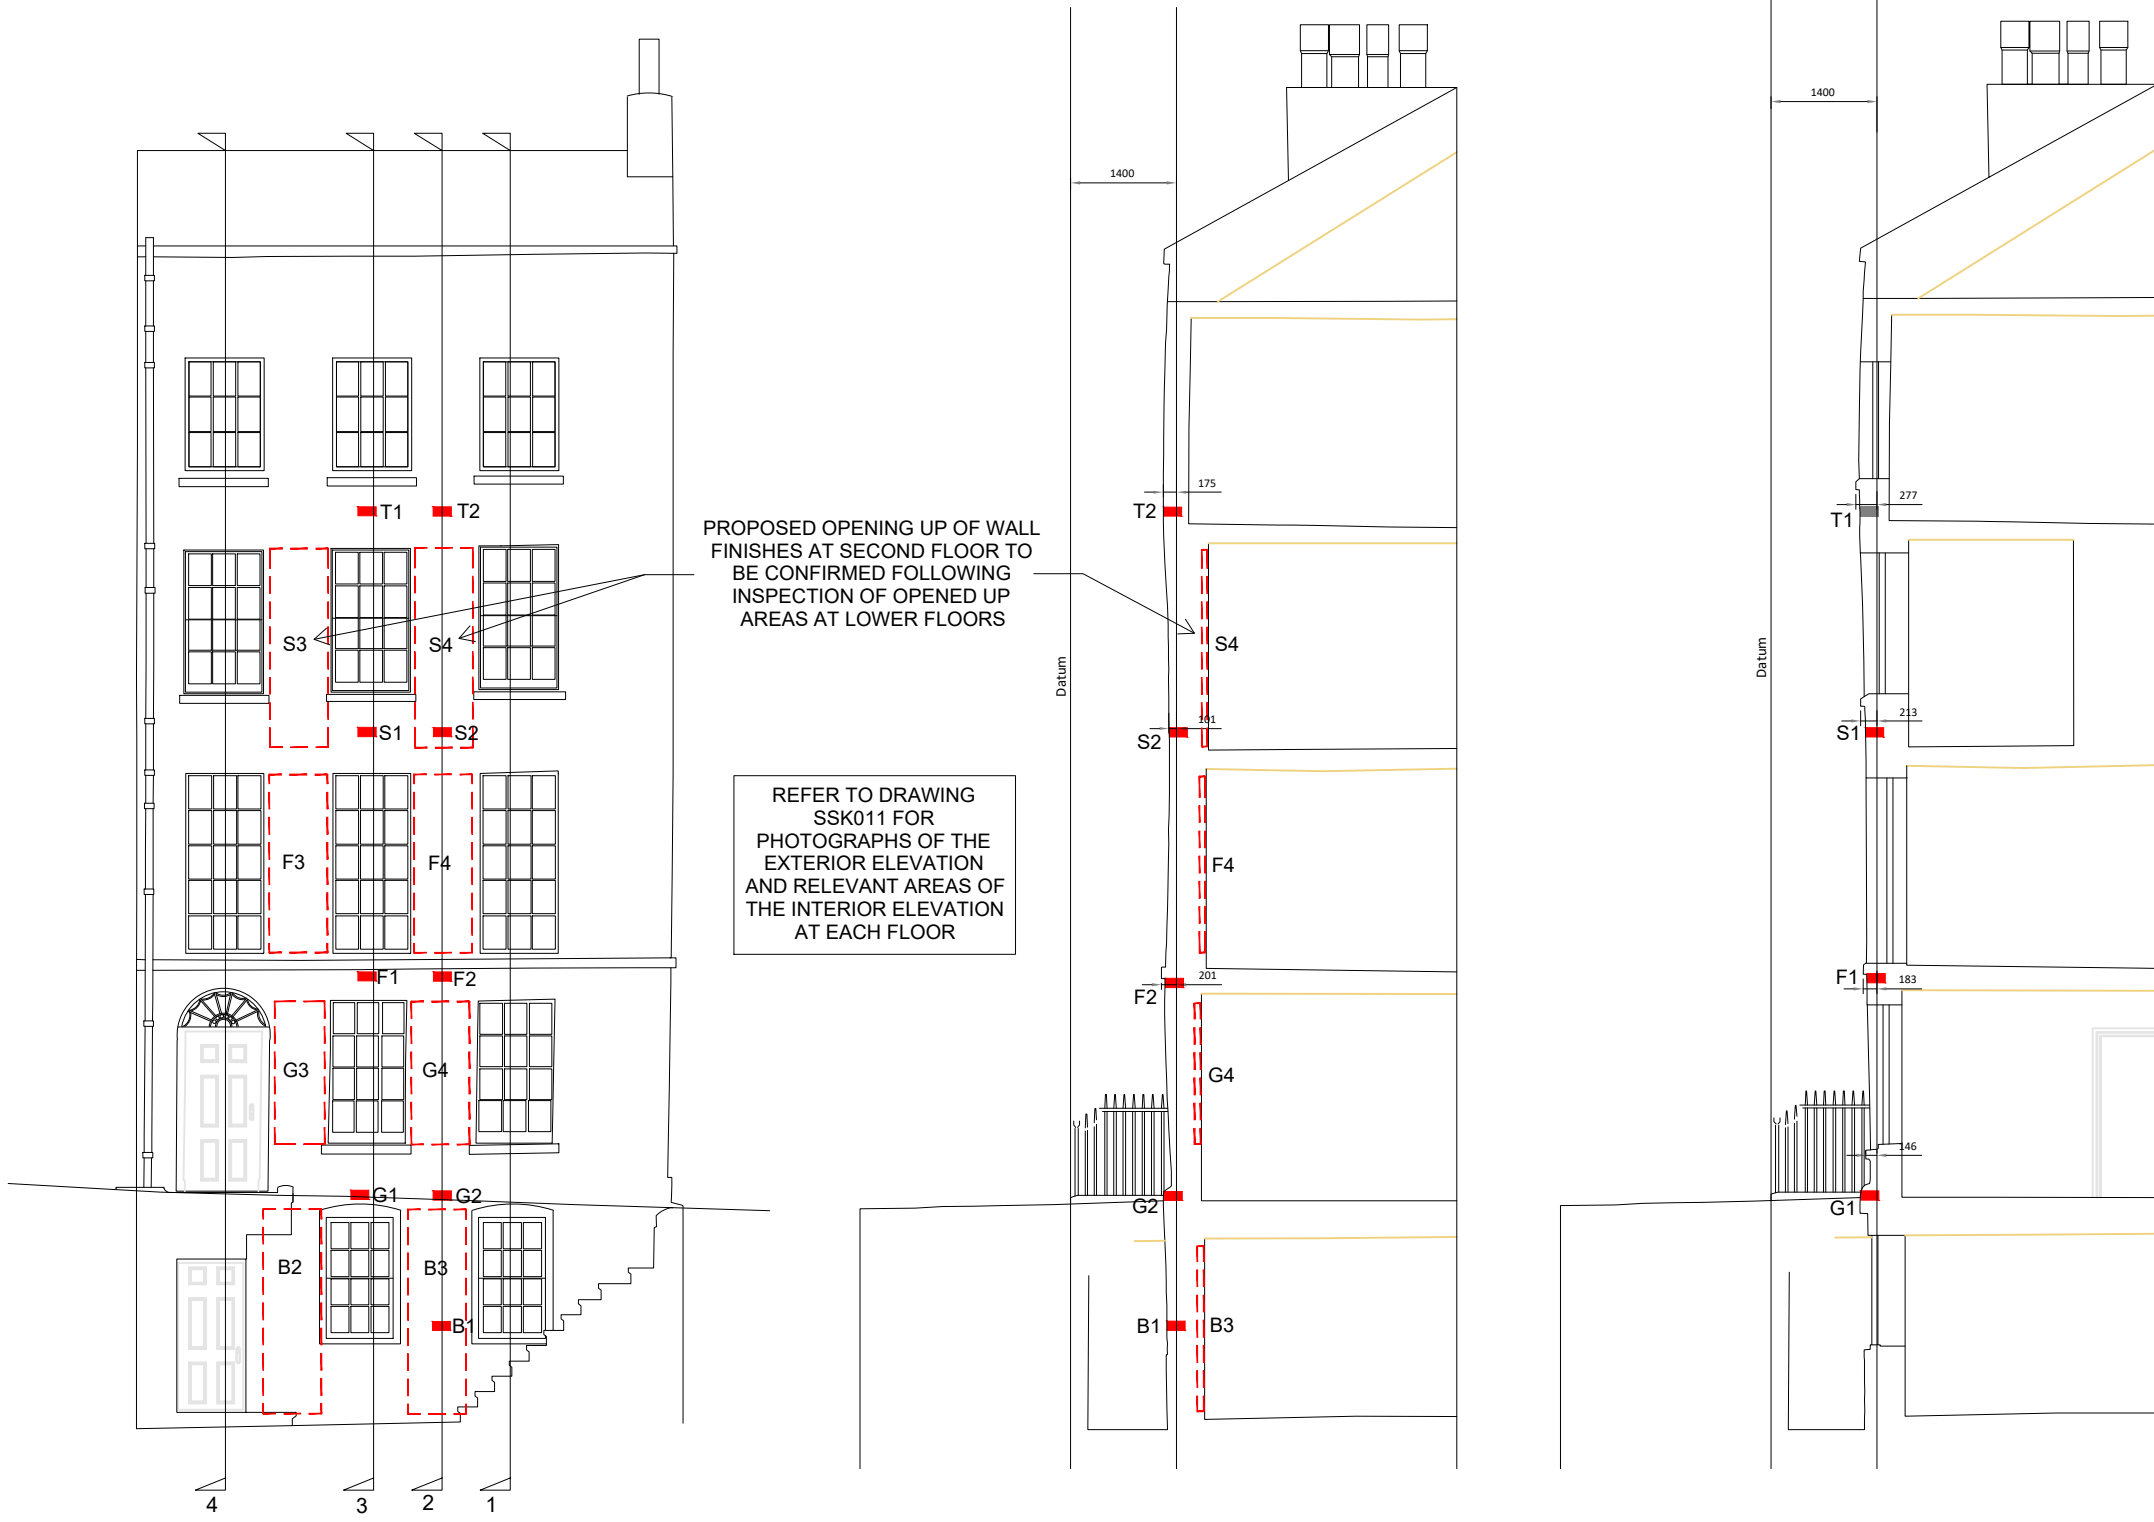 1400
1400
T1
T2
175
T2
277
T1
PROPOSED OPENING UP OF WALL
FINISHES AT SECOND FLOOR TO
BE CONFIRMED FOLLOWING
INSPECTION OF OPENED UP
AREAS AT LOWER FLOORS
S3
S4
S4
Datum
Datum
S1
S2
101
S2
213
S1
REFER TO DRAWING
SSK011 FOR
PHOTOGRAPHS OF THE
EXTERIOR ELEVATION
AND RELEVANT AREAS OF
THE INTERIOR ELEVATION
AT EACH FLOOR
F3
F4
F4
F1
F2
201
F2
F1
183
G3
G4
G4
146
G1
G2
G2
G1
B2
B3
B1
B1
B3
4
3
2
1